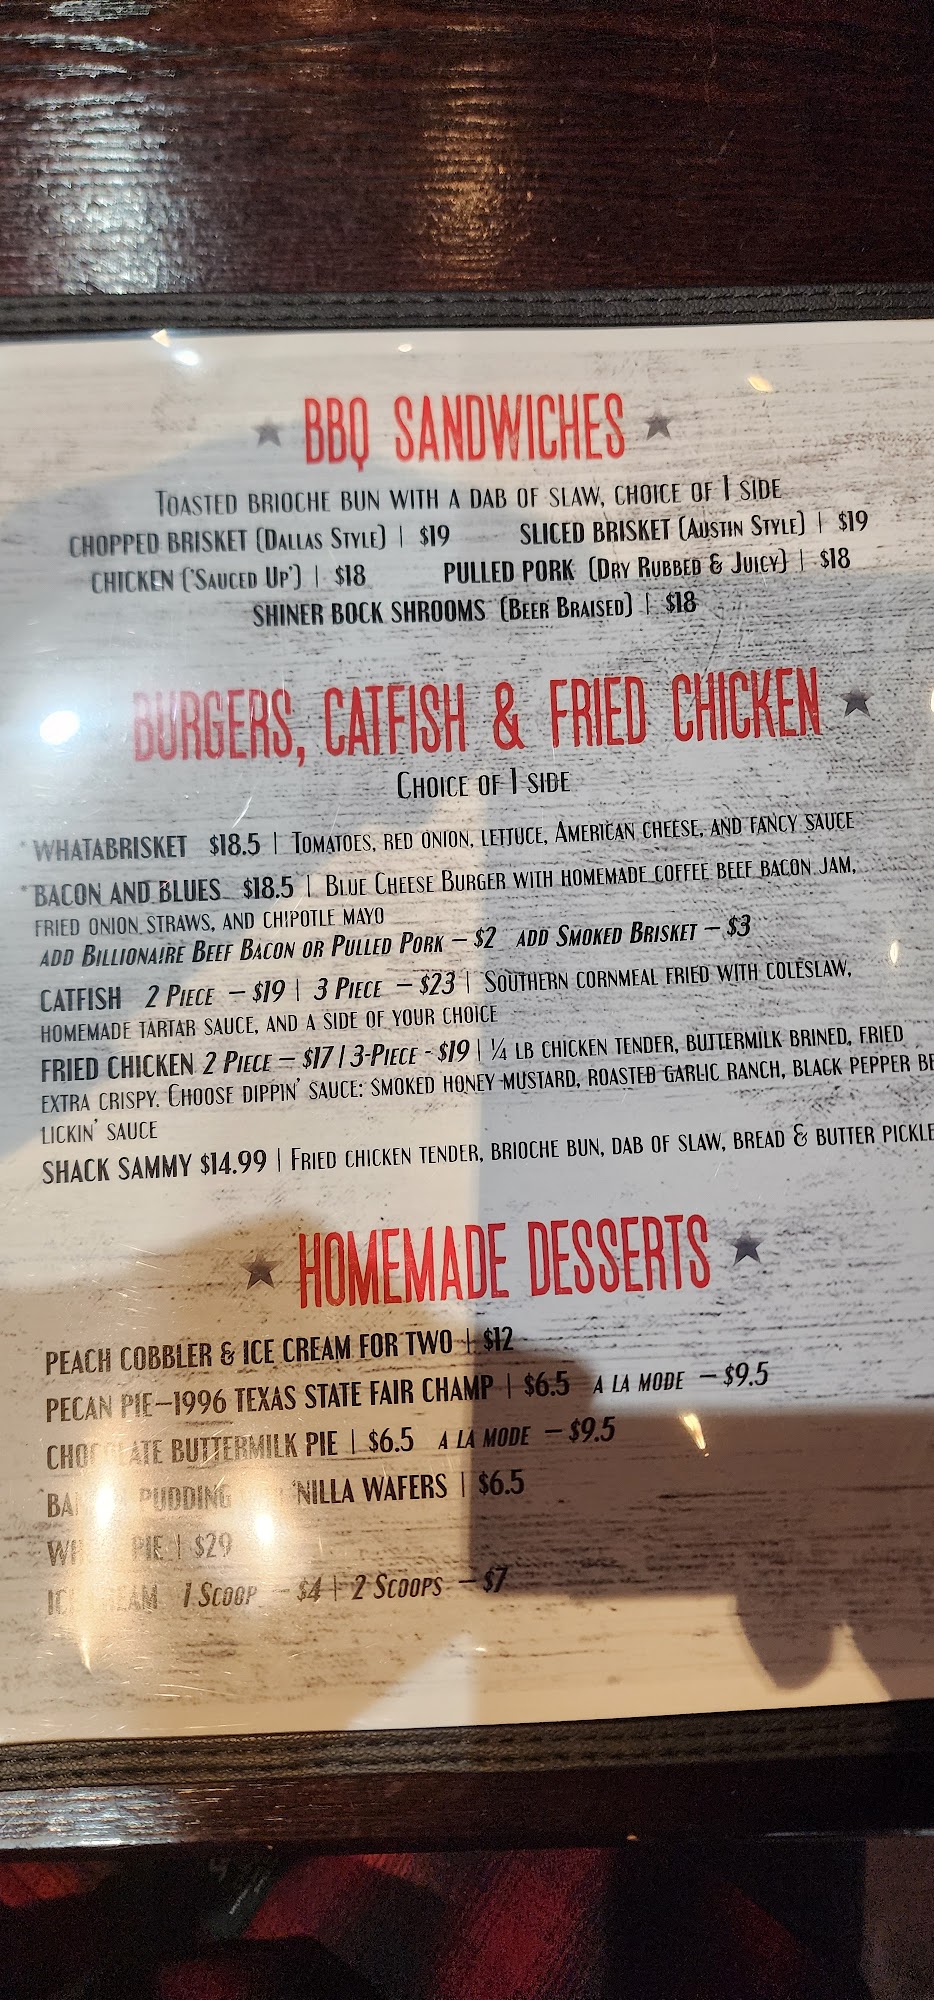 BBQ SANDWICHES
TOASTED BRIOCHE BUN WITH A DAB OF SLAW, CHOICE OF 1 SIDE
CHOPPED BRISKET (DALLAS STYLE) | $19 SLICED BRISKET (AUSTIN STYLE) | $19
CHICKEN ('SAUCED UP') | $18 PULLED PORK (DRY RUBBED & JUICY) | $18
SHINER BOCK SHROOMS (BEER BRAISED) | $18
BURGERS, CATFISH & FRIED CHICKEN
CHOICE OF 1 SIDE
*WHATABRISKET $18.5 | TOMATOES, RED ONION, LETTUCE, AMERICAN CHEESE, AND FANCY SAUCE
*BACON AND BLUES $18.5 | BLUE CHEESE BURGER WITH HOMEMADE COFFEE BEEF BACON JAM,
FRIED ONION STRAWS, AND CHIPOTLE MAYO
ADD BILLIONAIRE BEEF BACON OR PULLED PORK – $2 ADD SMOKED BRISKET – $3
CATFISH 2 PIECE – $19 | 3 PIECE – $23 | SOUTHERN CORNMEAL FRIED WITH COLESLAW,
HOMEMADE TARTAR SAUCE, AND A SIDE OF YOUR CHOICE
FRIED CHICKEN 2 PIECE – $17 | 3-PIECE - $19 | ¼ LB CHICKEN TENDER, BUTTERMILK BRINED, FRIED
EXTRA CRISPY. CHOOSE DIPPIN' SAUCE: SMOKED HONEY MUSTARD, ROASTED GARLIC RANCH, BLACK PEPPER
LICKIN' SAUCE
SHACK SAMMY $14.99 | FRIED CHICKEN TENDER, BRIOCHE BUN, DAB OF SLAW, BREAD & BUTTER PICKLE
HOMEMADE DESSERTS
PEACH COBBLER & ICE CREAM FOR TWO | $12
PECAN PIE–1996 TEXAS STATE FAIR CHAMP | $6.5 A LA MODE – $9.5
CHOCOLATE BUTTERMILK PIE | $6.5 A LA MODE – $9.5
PUDDING 'NILLA WAFERS | $6.5
PIE | $29
ICE CREAM 1 SCOOP – $4 | 2 SCOOPS – $7